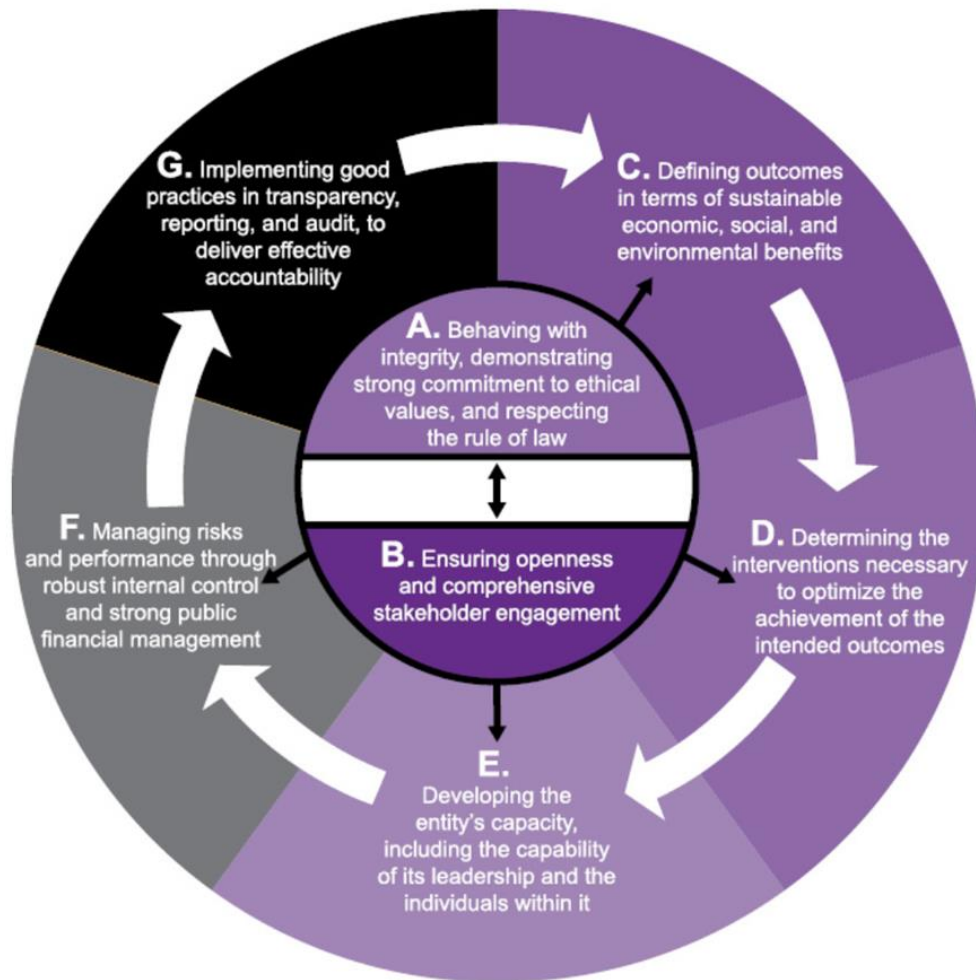 G. Implementing good
practices in transparency,
reporting, and audit, to
deliver effective
accountability
C. Defining outcomes
in terms of sustainable
economic, social, and
environmental benefits
A. Behaving with
integrity, demonstrating
strong commitment to ethical
values, and respecting
the rule of law
B. Ensuring openness
and comprehensive
stakeholder engagement
D. Determining the
interventions necessary
to optimize the
achievement of the
intended outcomes
E.
Developing the
entity's capacity,
including the capability
of its leadership and the
individuals within it
F. Managing risks
and performance through
robust internal control
and strong public
financial management